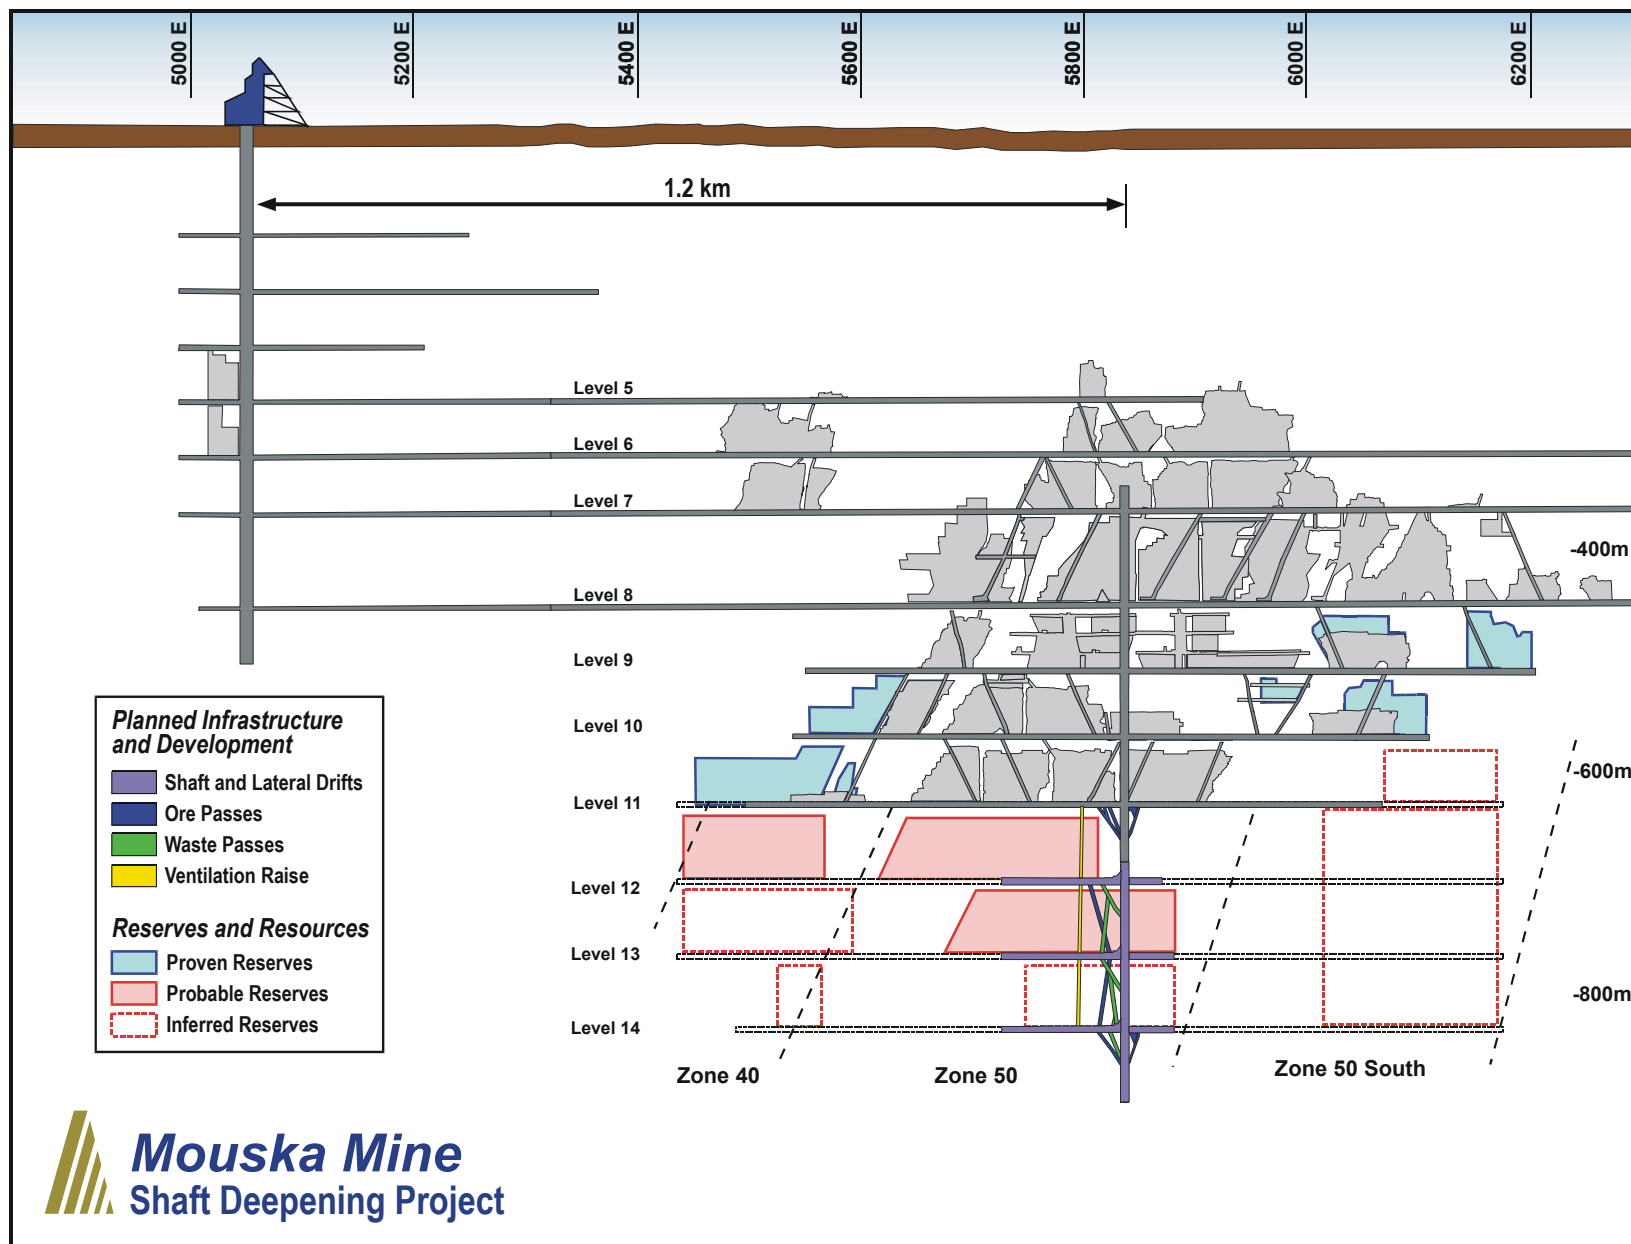 5000 E
5200 E
5400 E
5600 E
5800 E
6000 E
6200 E
1.2 km
Level 5
Level 6
Level 7
-400m
Level 8
Level 9
Level 10
-600m
Level 11
Level 12
Level 13
-800m
Level 14
Zone 40
Zone 50
Zone 50 South
Planned Infrastructure
and Development
Shaft and Lateral Drifts
Ore Passes
Waste Passes
Ventilation Raise
Reserves and Resources
Proven Reserves
Probable Reserves
Inferred Reserves
Mouska Mine
Shaft Deepening Project